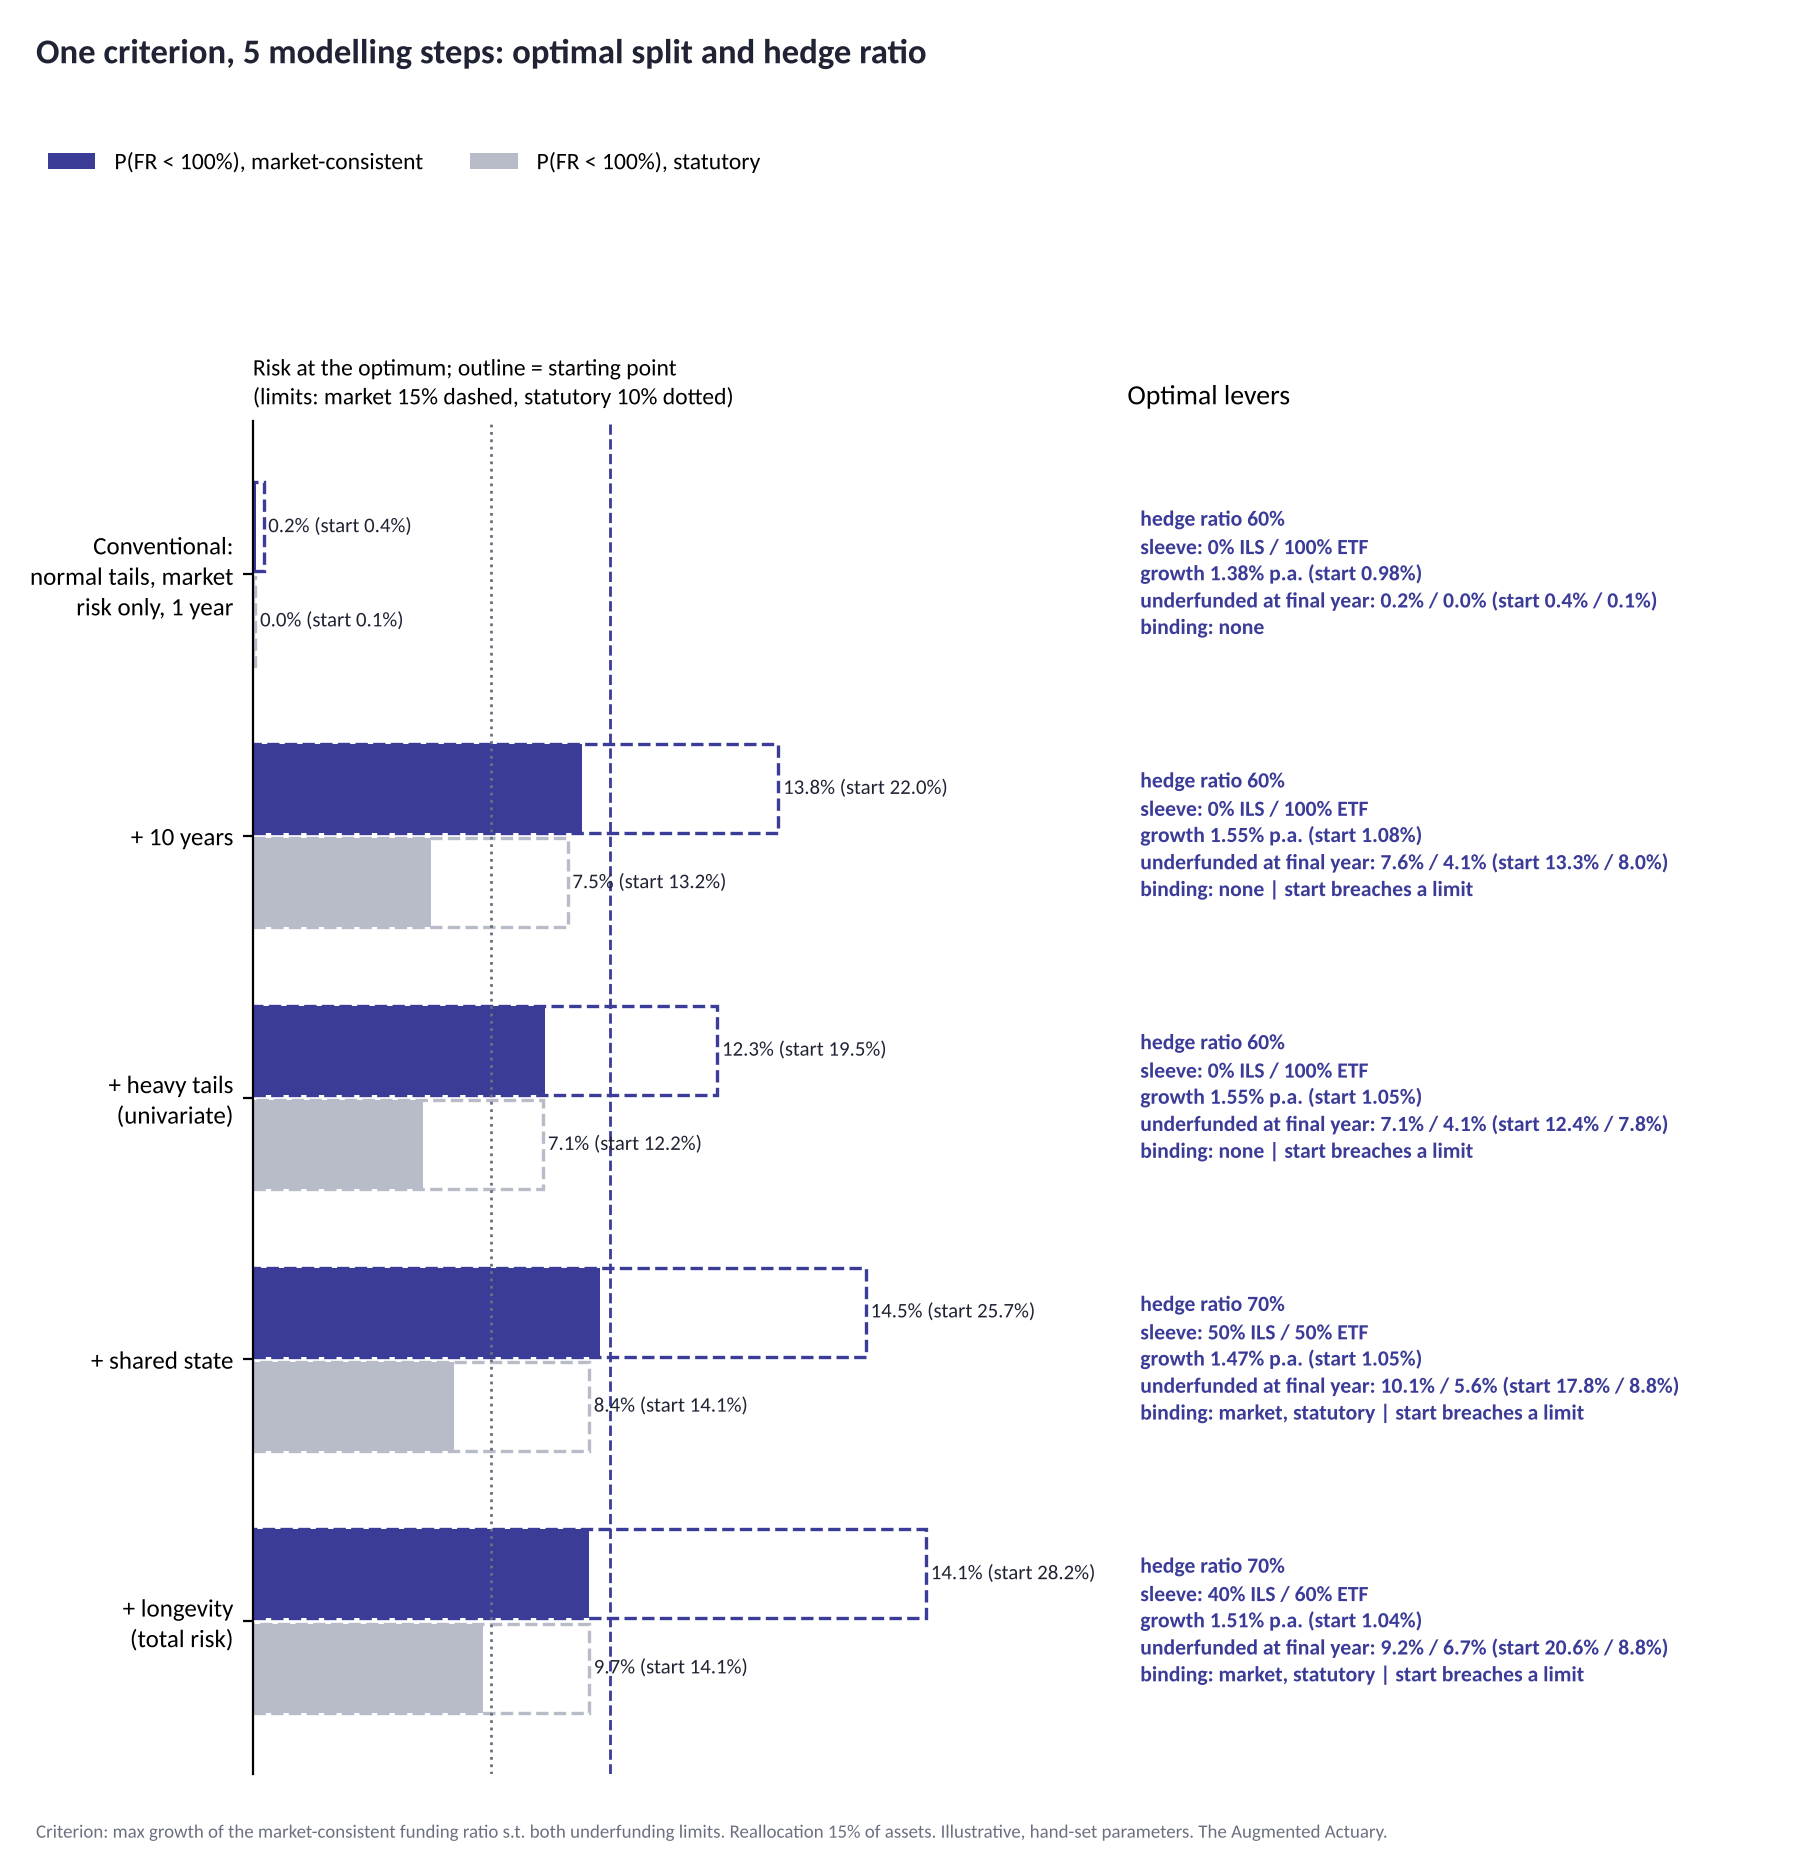 One criterion, 5 modelling steps: optimal split and hedge ratio
P(FR < 100%), market-consistent
P(FR < 100%), statutory
Risk at the optimum; outline = starting point
(limits: market 15% dashed, statutory 10% dotted)
Optimal levers
Conventional:
normal tails, market
risk only, 1 year
0.2% (start 0.4%)
0.0% (start 0.1%)
hedge ratio 60%
sleeve: 0% ILS / 100% ETF
growth 1.38% p.a. (start 0.98%)
underfunded at final year: 0.2% / 0.0% (start 0.4% / 0.1%)
binding: none
+ 10 years
13.8% (start 22.0%)
7.5% (start 13.2%)
hedge ratio 60%
sleeve: 0% ILS / 100% ETF
growth 1.55% p.a. (start 1.08%)
underfunded at final year: 7.6% / 4.1% (start 13.3% / 8.0%)
binding: none | start breaches a limit
+ heavy tails
(univariate)
12.3% (start 19.5%)
7.1% (start 12.2%)
hedge ratio 60%
sleeve: 0% ILS / 100% ETF
growth 1.55% p.a. (start 1.05%)
underfunded at final year: 7.1% / 4.1% (start 12.4% / 7.8%)
binding: none | start breaches a limit
+ shared state
14.5% (start 25.7%)
8.4% (start 14.1%)
hedge ratio 70%
sleeve: 50% ILS / 50% ETF
growth 1.47% p.a. (start 1.05%)
underfunded at final year: 10.1% / 5.6% (start 17.8% / 8.8%)
binding: market, statutory | start breaches a limit
+ longevity
(total risk)
14.1% (start 28.2%)
9.7% (start 14.1%)
hedge ratio 70%
sleeve: 40% ILS / 60% ETF
growth 1.51% p.a. (start 1.04%)
underfunded at final year: 9.2% / 6.7% (start 20.6% / 8.8%)
binding: market, statutory | start breaches a limit
Criterion: max growth of the market-consistent funding ratio s.t. both underfunding limits. Reallocation 15% of assets. Illustrative, hand-set parameters. The Augmented Actuary.